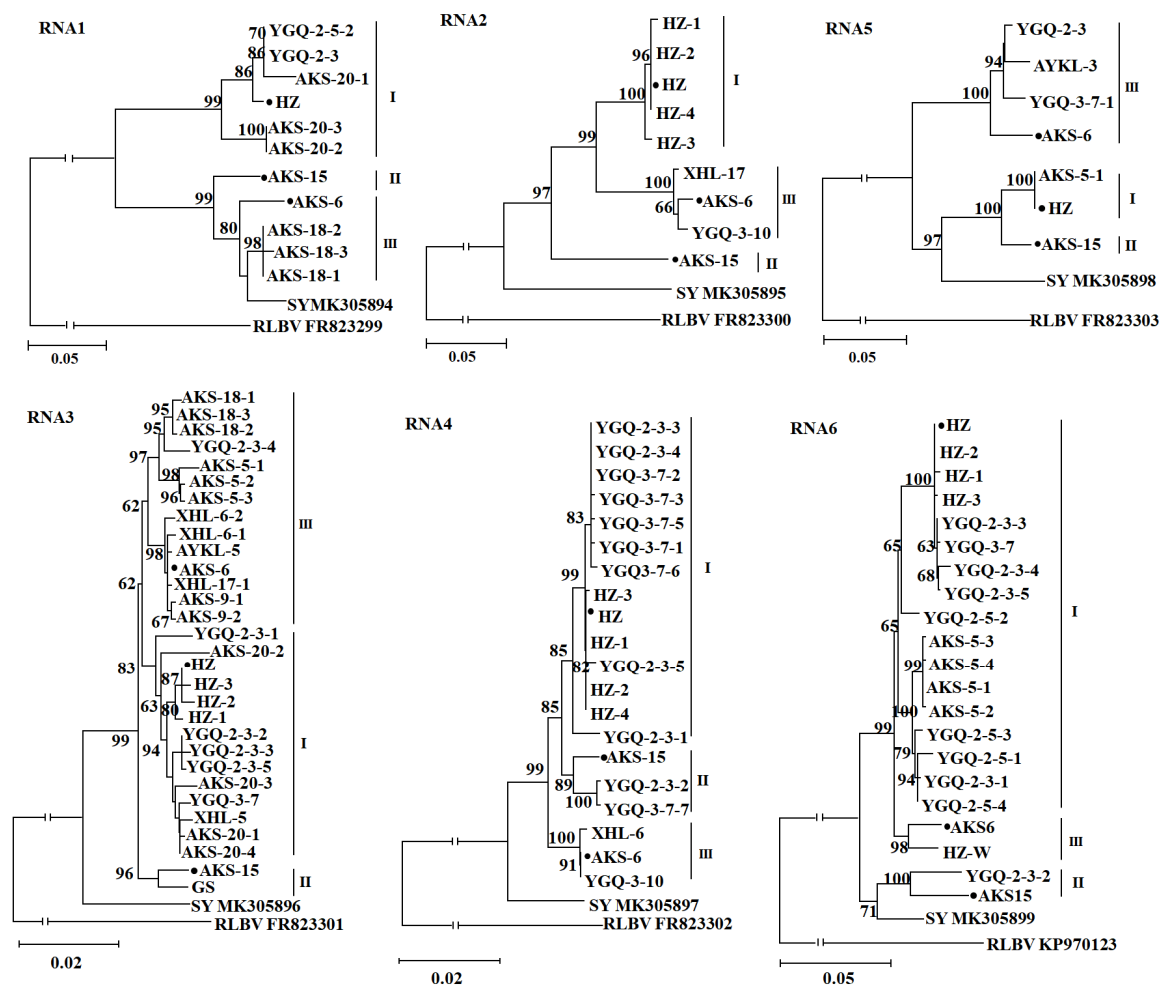 RNA1
YGQ-2-5-2
70
86
YGQ-2-3
86
AKS-20-1
I
99
HZ
100
AKS-20-3
AKS-20-2
AKS-15
II
99
AKS-6
80
98
AKS-18-2
AKS-18-3
III
AKS-18-1
SYMK305894
RLBV FR823299
0.05
RNA2
HZ-1
96
HZ-2
I
HZ
100
HZ-4
99
HZ-3
XHL-17
100
AKS-6
III
66
97
YGQ-3-10
AKS-15
II
SY MK305895
RLBV FR823300
0.05
RNA5
YGQ-2-3
94
AYKL-3
III
100
YGQ-3-7-1
AKS-6
AKS-5-1
100
I
HZ
100
AKS-15
II
97
SY MK305898
RLBV FR823303
0.05
RNA3
AKS-18-1
95
AKS-18-3
95
AKS-18-2
YGQ-2-3-4
97
AKS-5-1
98
AKS-5-2
96
AKS-5-3
62
XHL-6-2
III
XHL-6-1
98
AYKL-5
AKS-6
62
XHL-17-1
AKS-9-1
67
AKS-9-2
YGQ-2-3-1
AKS-20-2
83
HZ
87
HZ-3
63
HZ-2
80
HZ-1
YGQ-2-3-2
99
94
YGQ-2-3-3
I
YGQ-2-3-5
AKS-20-3
YGQ-3-7
XHL-5
AKS-20-1
AKS-20-4
96
AKS-15
II
GS
SY MK305896
RLBV FR823301
0.02
RNA4
YGQ-2-3-3
YGQ-2-3-4
YGQ-3-7-2
YGQ-3-7-3
83
YGQ-3-7-5
YGQ-3-7-1
YGQ3-7-6
I
99
HZ-3
HZ
HZ-1
85
82
YGQ-2-3-5
HZ-2
85
HZ-4
YGQ-2-3-1
AKS-15
99
89
YGQ-2-3-2
II
100
YGQ-3-7-7
XHL-6
100
AKS-6
III
91
YGQ-3-10
SY MK305897
RLBV FR823302
0.02
RNA6
HZ
HZ-2
100
HZ-1
HZ-3
YGQ-2-3-3
65
63
YGQ-3-7
68
YGQ-2-3-4
YGQ-2-3-5
I
YGQ-2-5-2
65
AKS-5-3
99
AKS-5-4
AKS-5-1
100
AKS-5-2
99
YGQ-2-5-3
79
YGQ-2-5-1
94
YGQ-2-3-1
YGQ-2-5-4
AKS6
III
98
HZ-W
YGQ-2-3-2
100
II
AKS15
71
SY MK305899
RLBV KP970123
0.05